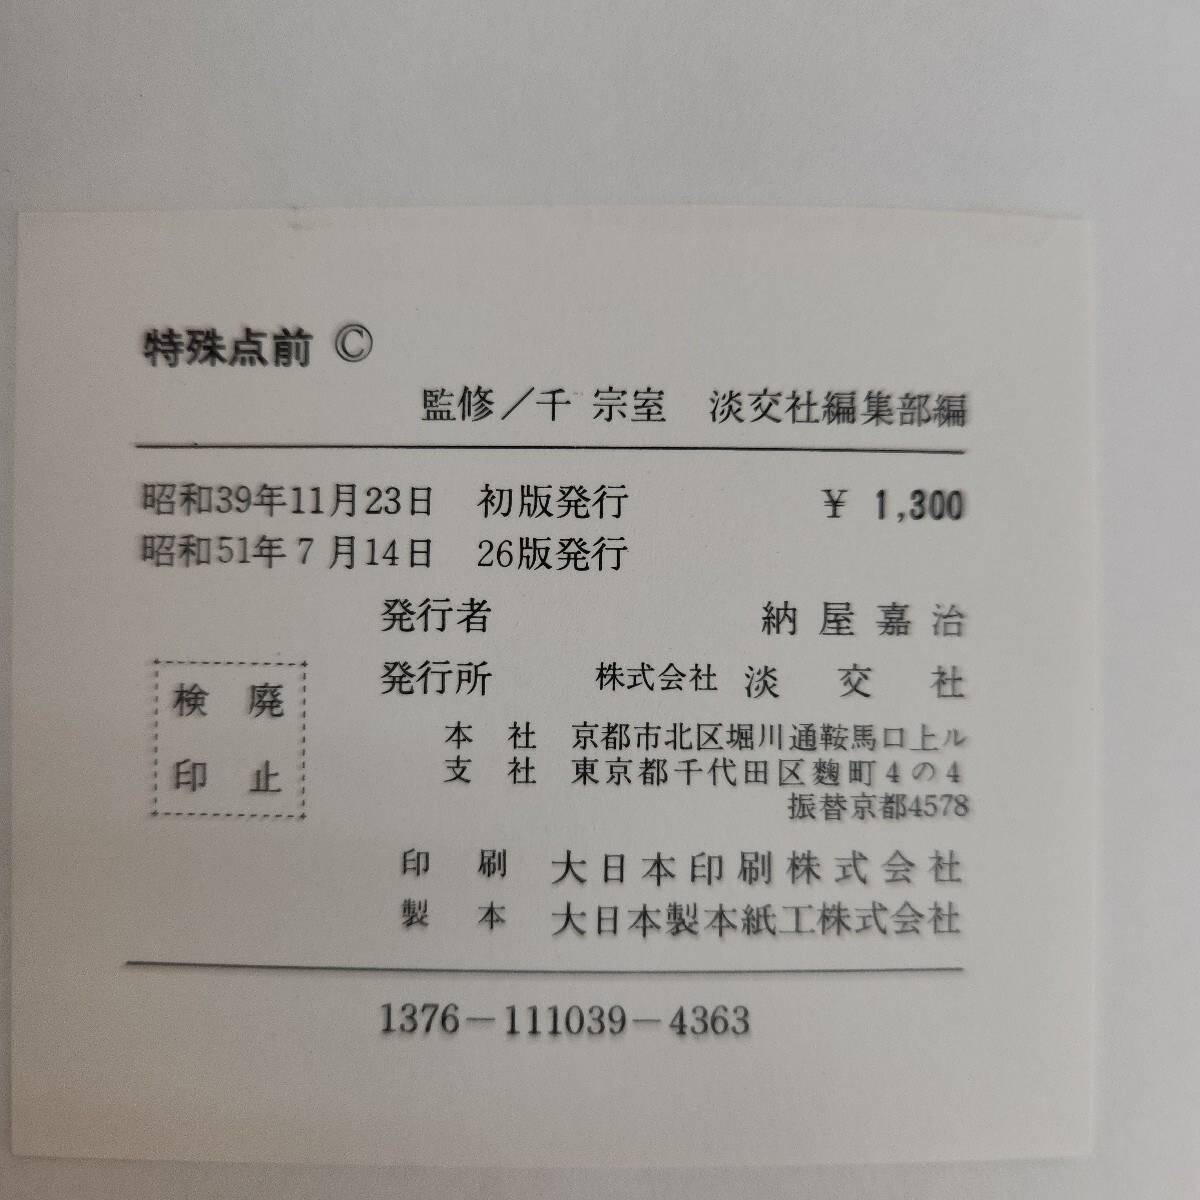 特殊点前 ©
監修／千 宗室　淡交社編集部編
昭和39年11月23日　初版発行　¥ 1,300
昭和51年７月14日　26版発行
発行者　納屋嘉治
発行所　株式会社 淡交社
検廃
印止
本社　京都市北区堀川通鞍馬口上ル
支社　東京都千代田区麴町４の４
振替京都4578
印刷　大日本印刷株式会社
製本　大日本製本紙工株式会社
1376－111039－4363